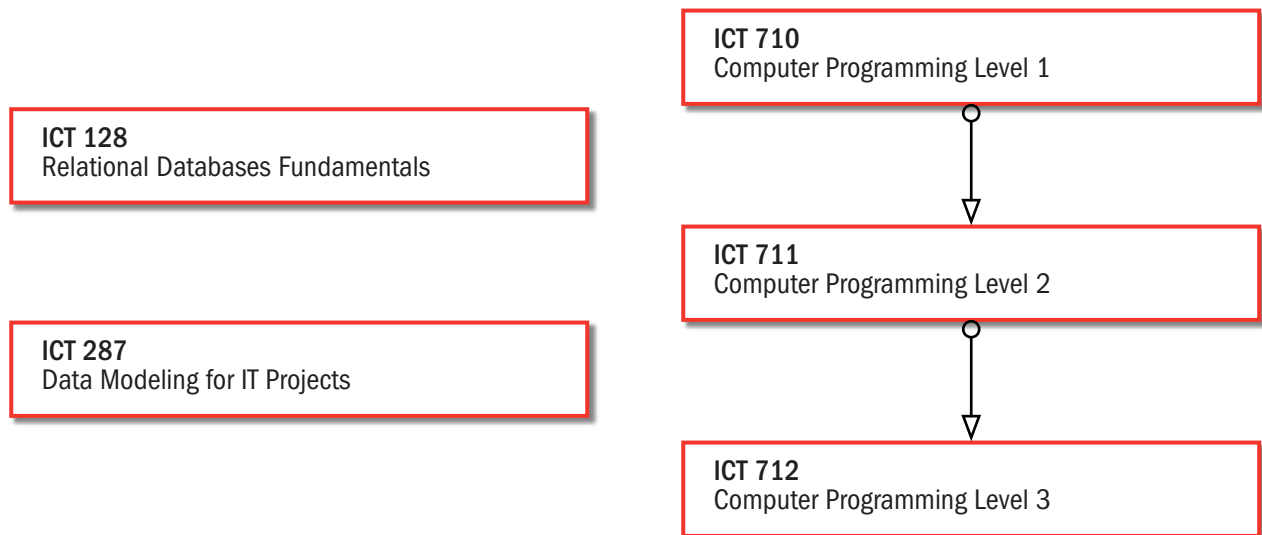 ICT 710
Computer Programming Level 1
ICT 128
Relational Databases Fundamentals
ICT 711
Computer Programming Level 2
ICT 287
Data Modeling for IT Projects
ICT 712
Computer Programming Level 3